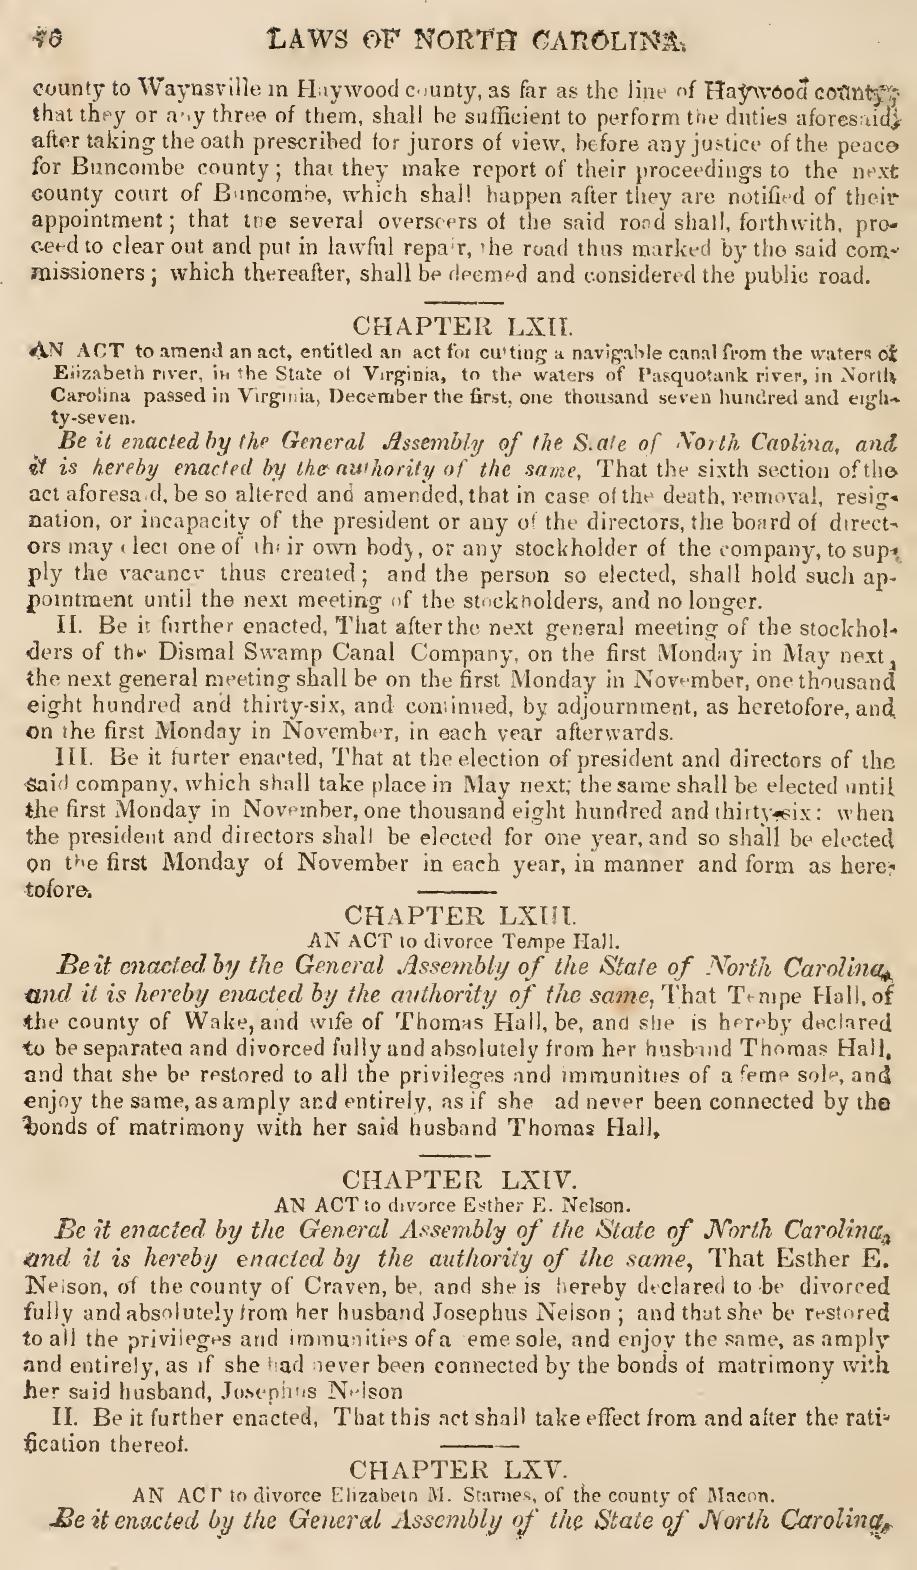 76 LAWS OF NORTH CAROLINA.
county to Waynsville in Haywood county, as far as the line of Haywood county;
that they or any three of them, shall be sufficient to perform the duties aforesaid;
after taking the oath prescribed for jurors of view, before any justice of the peace
for Buncombe county; that they make report of their proceedings to the next
county court of Buncombe, which shall happen after they are notified of their
appointment; that the several overseers of the said road shall, forthwith, pro-
ceed to clear out and put in lawful repair, the road thus marked by the said com-
missioners; which thereafter, shall be deemed and considered the public road.
CHAPTER LXII.
AN ACT to amend an act, entitled an act for cutting a navigable canal from the waters of
Elizabeth river, in the State of Virginia, to the waters of Pasquotank river, in North
Carolina passed in Virginia, December the first, one thousand seven hundred and eigh-
ty-seven.
Be it enacted by the General Assembly of the State of North Caolina, and
it is hereby enacted by the authority of the same, That the sixth section of the
act aforesaid, be so altered and amended, that in case of the death, removal, resig-
nation, or incapacity of the president or any of the directors, the board of direct-
ors may elect one of their own body, or any stockholder of the company, to sup-
ply the vacancy thus created; and the person so elected, shall hold such ap-
pointment until the next meeting of the stockholders, and no longer.
II. Be it further enacted, That after the next general meeting of the stockhol-
ders of the Dismal Swamp Canal Company, on the first Monday in May next,
the next general meeting shall be on the first Monday in November, one thousand
eight hundred and thirty-six, and continued, by adjournment, as heretofore, and
on the first Monday in November, in each year afterwards.
III. Be it furter enacted, That at the election of president and directors of the
said company, which shall take place in May next; the same shall be elected until
the first Monday in November, one thousand eight hundred and thirty-six: when
the president and directors shall be elected for one year, and so shall be elected
on the first Monday of November in each year, in manner and form as here-
tofore.
CHAPTER LXIII.
AN ACT to divorce Tempe Hall.
Be it enacted by the General Assembly of the State of North Carolina,
and it is hereby enacted by the authority of the same, That Tempe Hall, of
the county of Wake, and wife of Thomas Hall, be, and she is hereby declared
to be separated and divorced fully and absolutely from her husband Thomas Hall,
and that she be restored to all the privileges and immunities of a feme sole, and
enjoy the same, as amply and entirely, as if she ad never been connected by the
bonds of matrimony with her said husband Thomas Hall,
CHAPTER LXIV.
AN ACT to divorce Esther E. Nelson.
Be it enacted by the General Assembly of the State of North Carolina,
and it is hereby enacted by the authority of the same, That Esther E.
Nelson, of the county of Craven, be, and she is hereby declared to be divorced
fully and absolutely from her husband Josephus Nelson; and that she be restored
to all the privileges and immunities of a eme sole, and enjoy the same, as amply
and entirely, as if she had never been connected by the bonds of matrimony with
her said husband, Josephus Nelson
II. Be it further enacted, That this act shall take effect from and after the rati-
fication thereof.
CHAPTER LXV.
AN ACT to divorce Elizabeth M. Starnes, of the county of Macon.
Be it enacted by the General Assembly of the State of North Carolina,